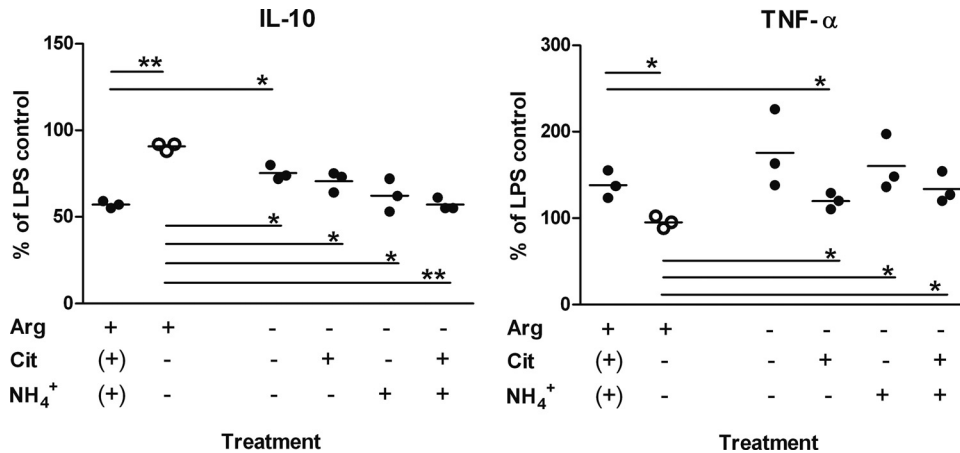 IL-10
% of LPS control
150
100
50
0
**
*
*
*
*
**
Arg + + - - - -
Cit (+) - - + - +
NH₄⁺ (+) - - - + +
Treatment
TNF- α
% of LPS control
300
200
100
0
*
*
*
*
*
Arg + + - - - -
Cit (+) - - + - +
NH₄⁺ (+) - - - + +
Treatment